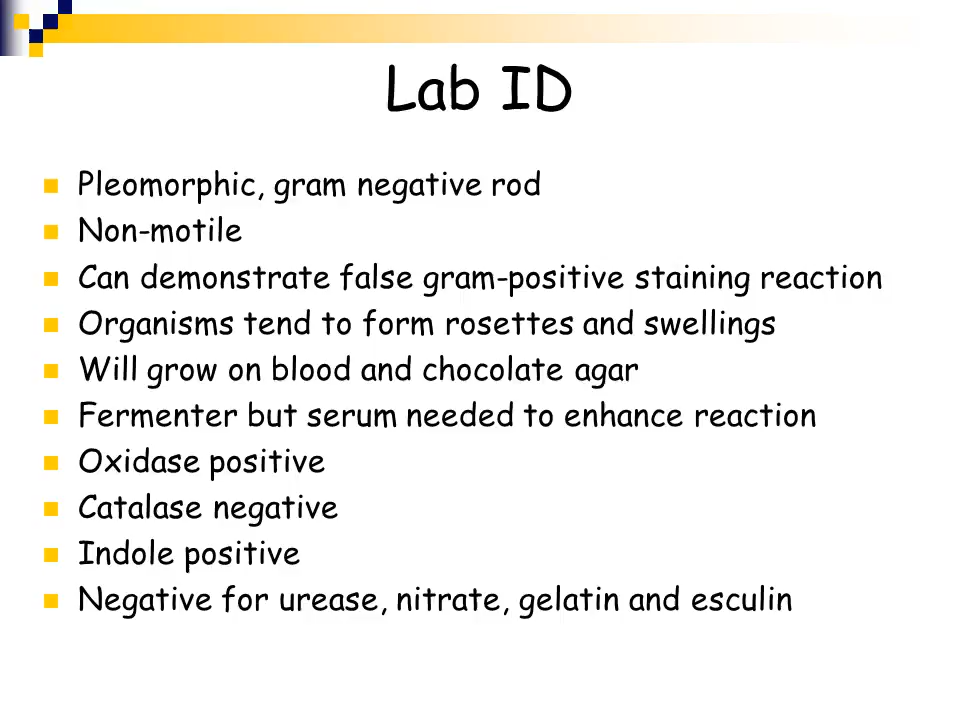 Lab ID
Pleomorphic, gram negative rod
Non-motile
Can demonstrate false gram-positive staining reaction
Organisms tend to form rosettes and swellings
Will grow on blood and chocolate agar
Fermenter but serum needed to enhance reaction
Oxidase positive
Catalase negative
Indole positive
Negative for urease, nitrate, gelatin and esculin